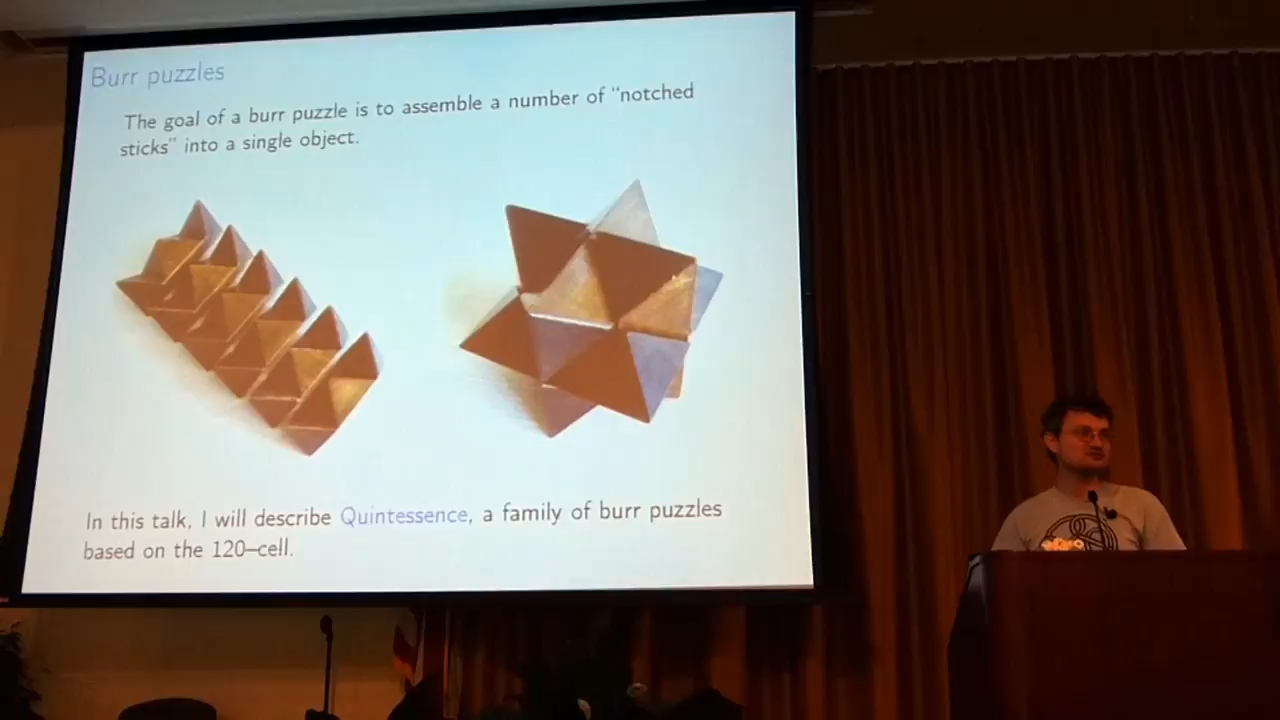 Burr puzzles
The goal of a burr puzzle is to assemble a number of “notched
sticks” into a single object.
In this talk, I will describe Quintessence, a family of burr puzzles
based on the 120–cell.